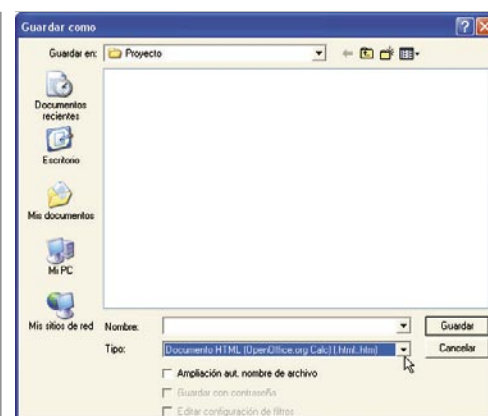 Guardar como
Guardar en: Proyecto
Documentos
recientes
Escritorio
Mis documentos
Mi PC
Mis sitios de red
Nombre: Guardar
Tipo: Documento HTML (OpenOffice.org Calc) (.html,.htm) Cancelar
Ampliación aut. nombre de archivo
Guardar con contraseña
Editar configuración de filtros